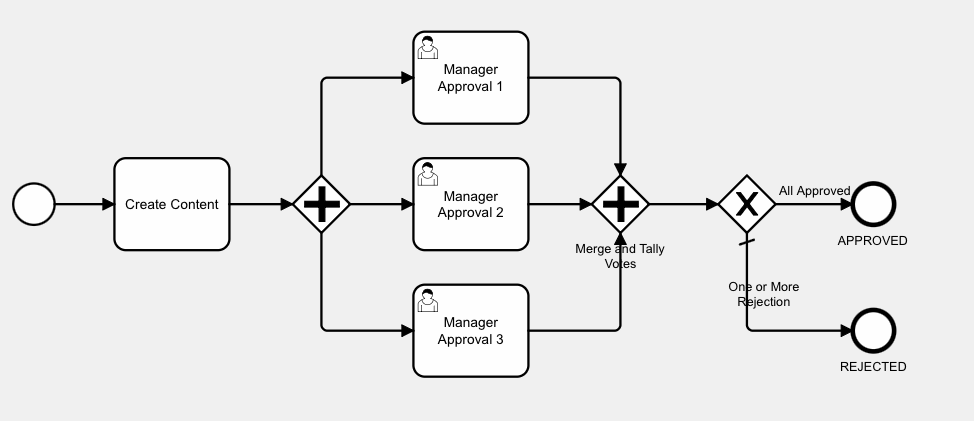 Manager
Approval 1
Create Content
Manager
Approval 2
Manager
Approval 3
Merge and Tally
Votes
All Approved
APPROVED
One or More
Rejection
REJECTED